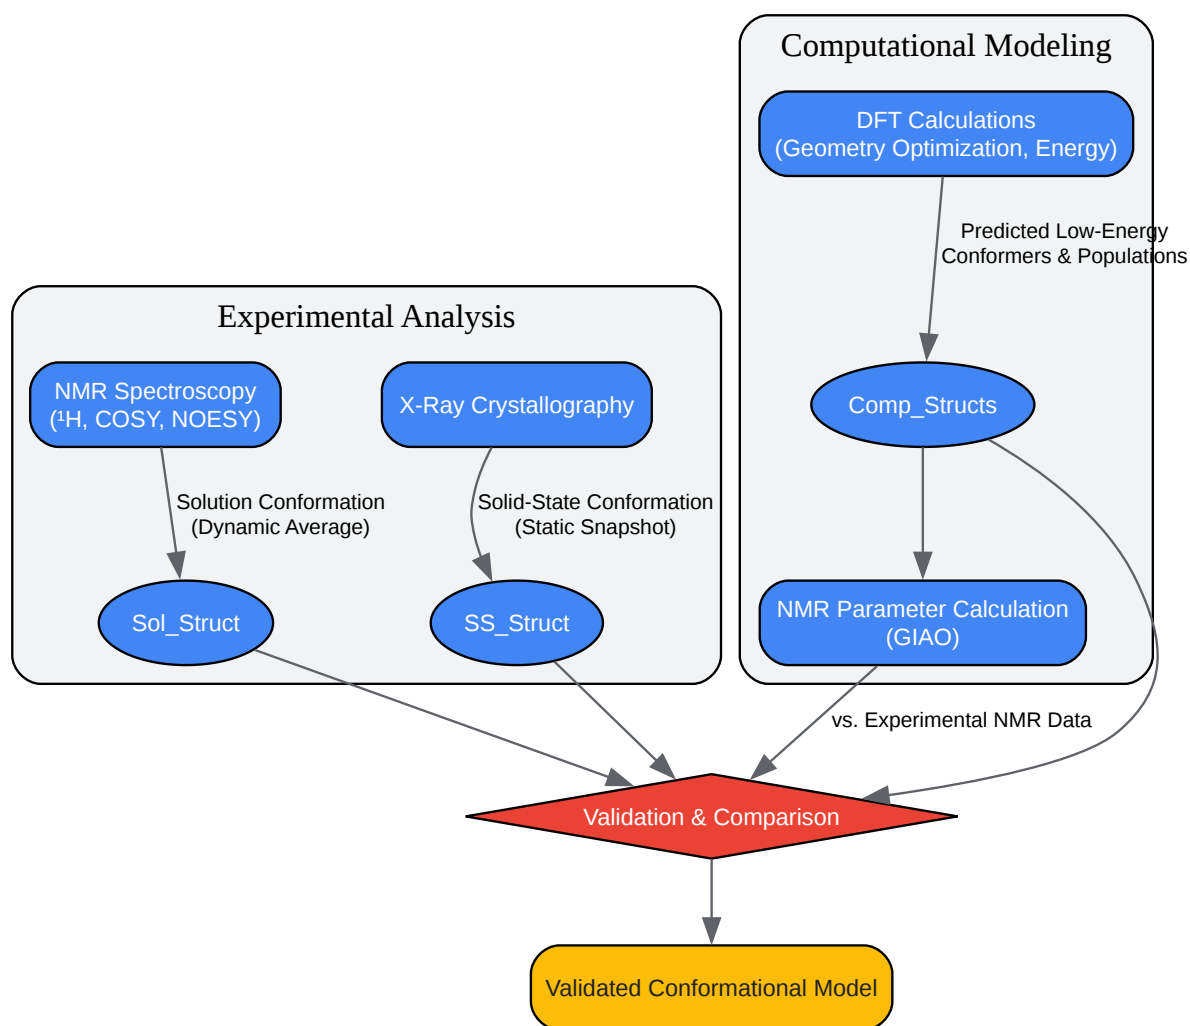 Computational Modeling
DFT Calculations
(Geometry Optimization, Energy)
Predicted Low-Energy
Conformers & Populations
Experimental Analysis
NMR Spectroscopy
(¹H, COSY, NOESY)
X-Ray Crystallography
Comp_Structs
Solution Conformation
(Dynamic Average)
Solid-State Conformation
(Static Snapshot)
Sol_Struct
SS_Struct
NMR Parameter Calculation
(GIAO)
vs. Experimental NMR Data
Validation & Comparison
Validated Conformational Model